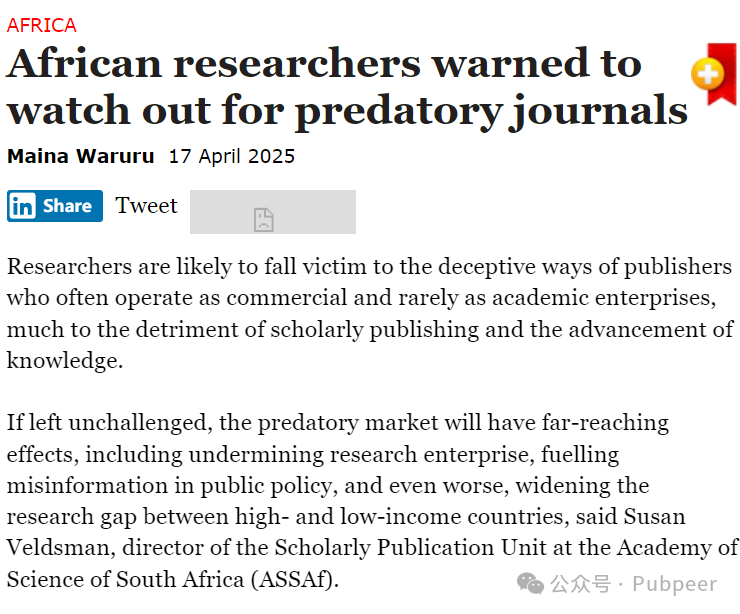 AFRICA
African researchers warned to
watch out for predatory journals
Maina Waruru 17 April 2025
in Share Tweet
Researchers are likely to fall victim to the deceptive ways of publishers
who often operate as commercial and rarely as academic enterprises,
much to the detriment of scholarly publishing and the advancement of
knowledge.
If left unchallenged, the predatory market will have far-reaching
effects, including undermining research enterprise, fuelling
misinformation in public policy, and even worse, widening the
research gap between high- and low-income countries, said Susan
Veldsman, director of the Scholarly Publication Unit at the Academy of
Science of South Africa (ASSAf).
公众号 · Pubpeer